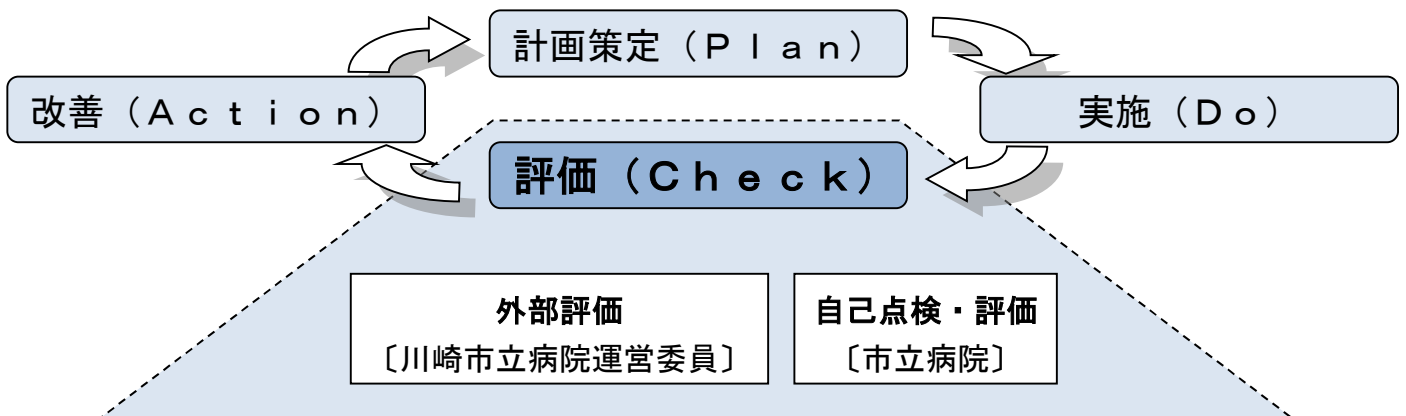 計画策定（Ｐｌａｎ）
改善（Ａｃｔｉｏｎ）
実施（Ｄｏ）
評価（Ｃｈｅｃｋ）
外部評価
〔川崎市立病院運営委員〕
自己点検・評価
〔市立病院〕